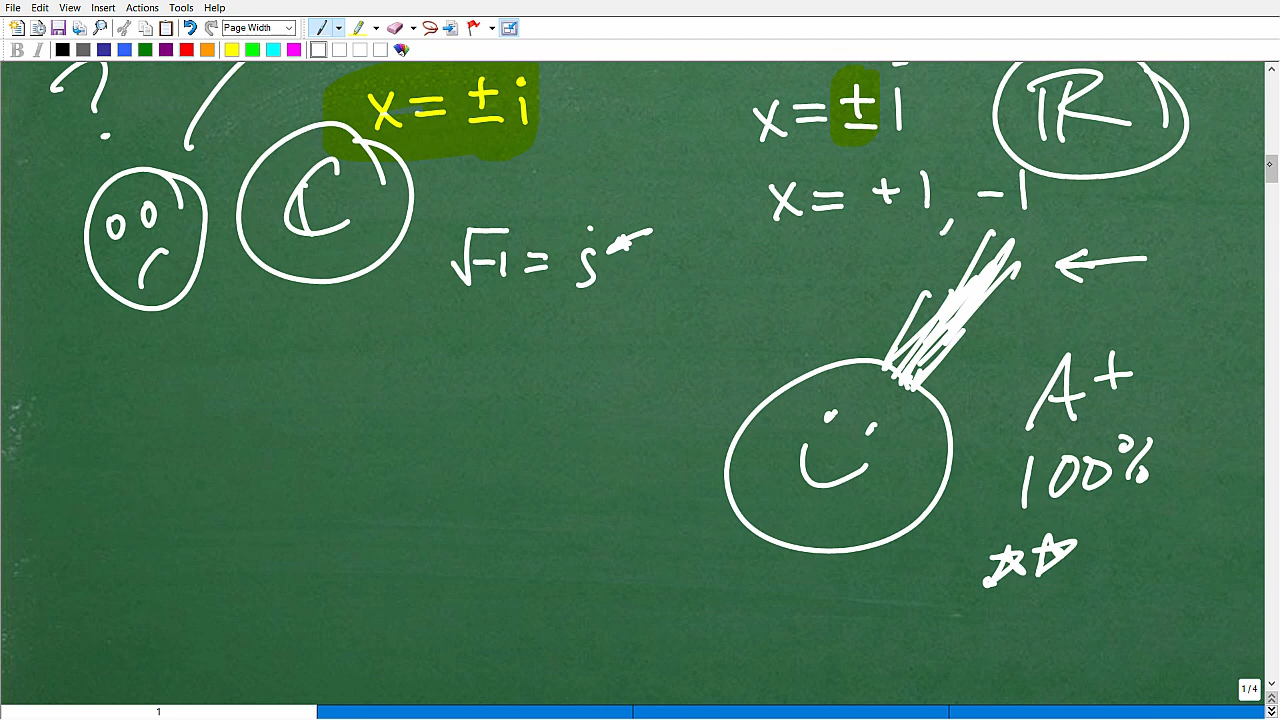 File Edit View Insert Actions Tools Help
Page Width
B I
?
x = ± i
ℂ
√-1 = j
x = ± 1
ℝ
x = +1, -1
A+
100%
1 / 4
1